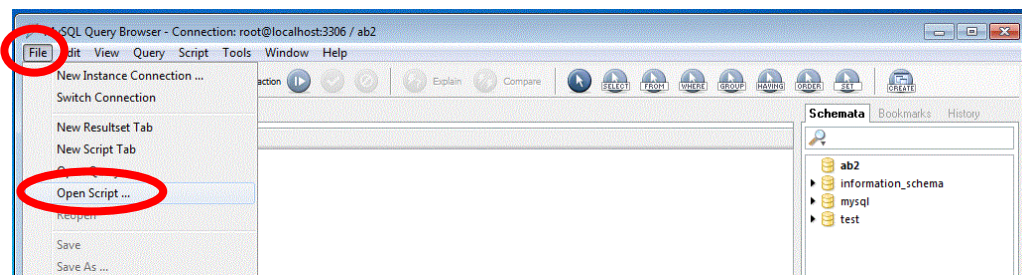 MySQL Query Browser - Connection: root@localhost:3306 / ab2
File Edit View Query Script Tools Window Help
New Instance Connection ...
Switch Connection
New Resultset Tab
New Script Tab
Open Script ...
Reopen
Save
Save As ...
action Explain Compare SELECT FROM WHERE GROUP HAVING ORDER SET CREATE
Schemata Bookmarks History
ab2
information_schema
mysql
test